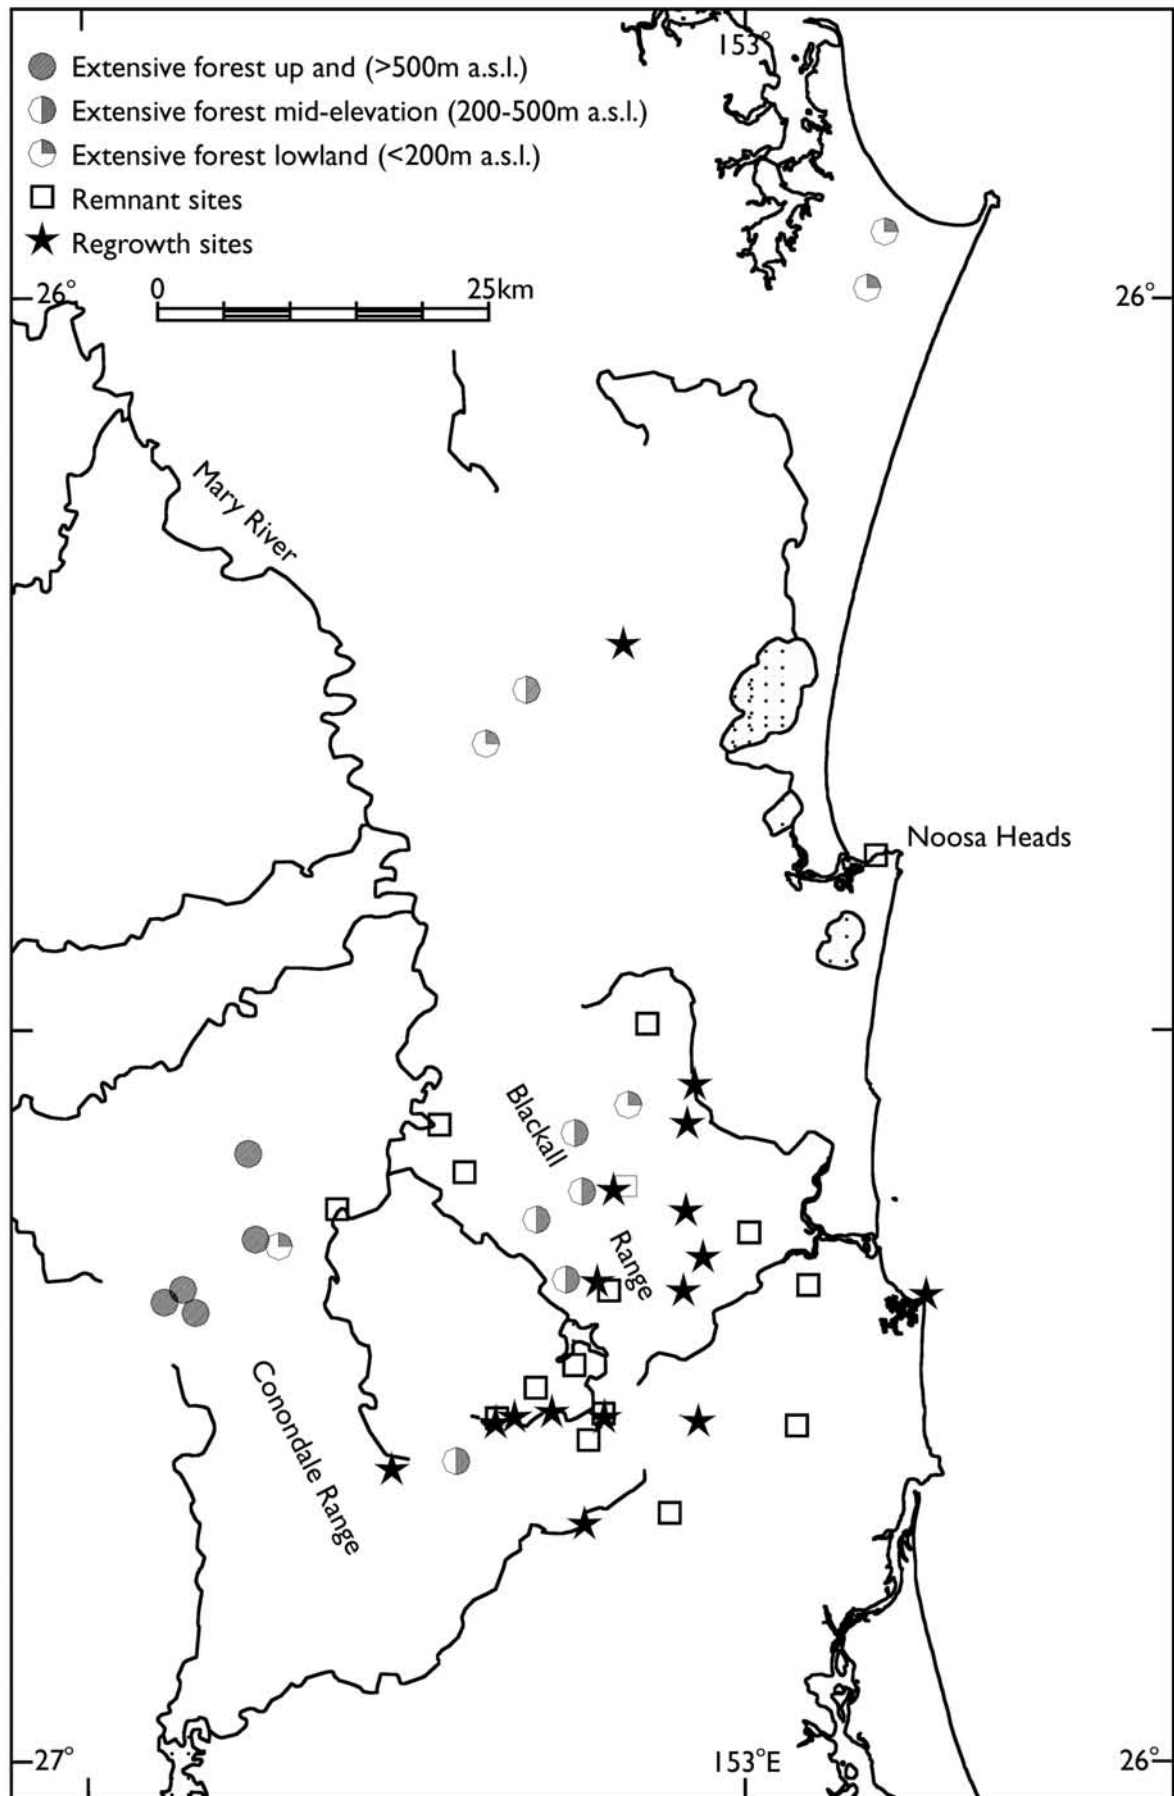 153°
Extensive forest up and (>500m a.s.l.)
Extensive forest mid-elevation (200-500m a.s.l.)
Extensive forest lowland (<200m a.s.l.)
Remnant sites
Regrowth sites
0 25km
26° 26°
Mary River
Noosa Heads
Blackall
Range
Conondale Range
27° 153°E 26°